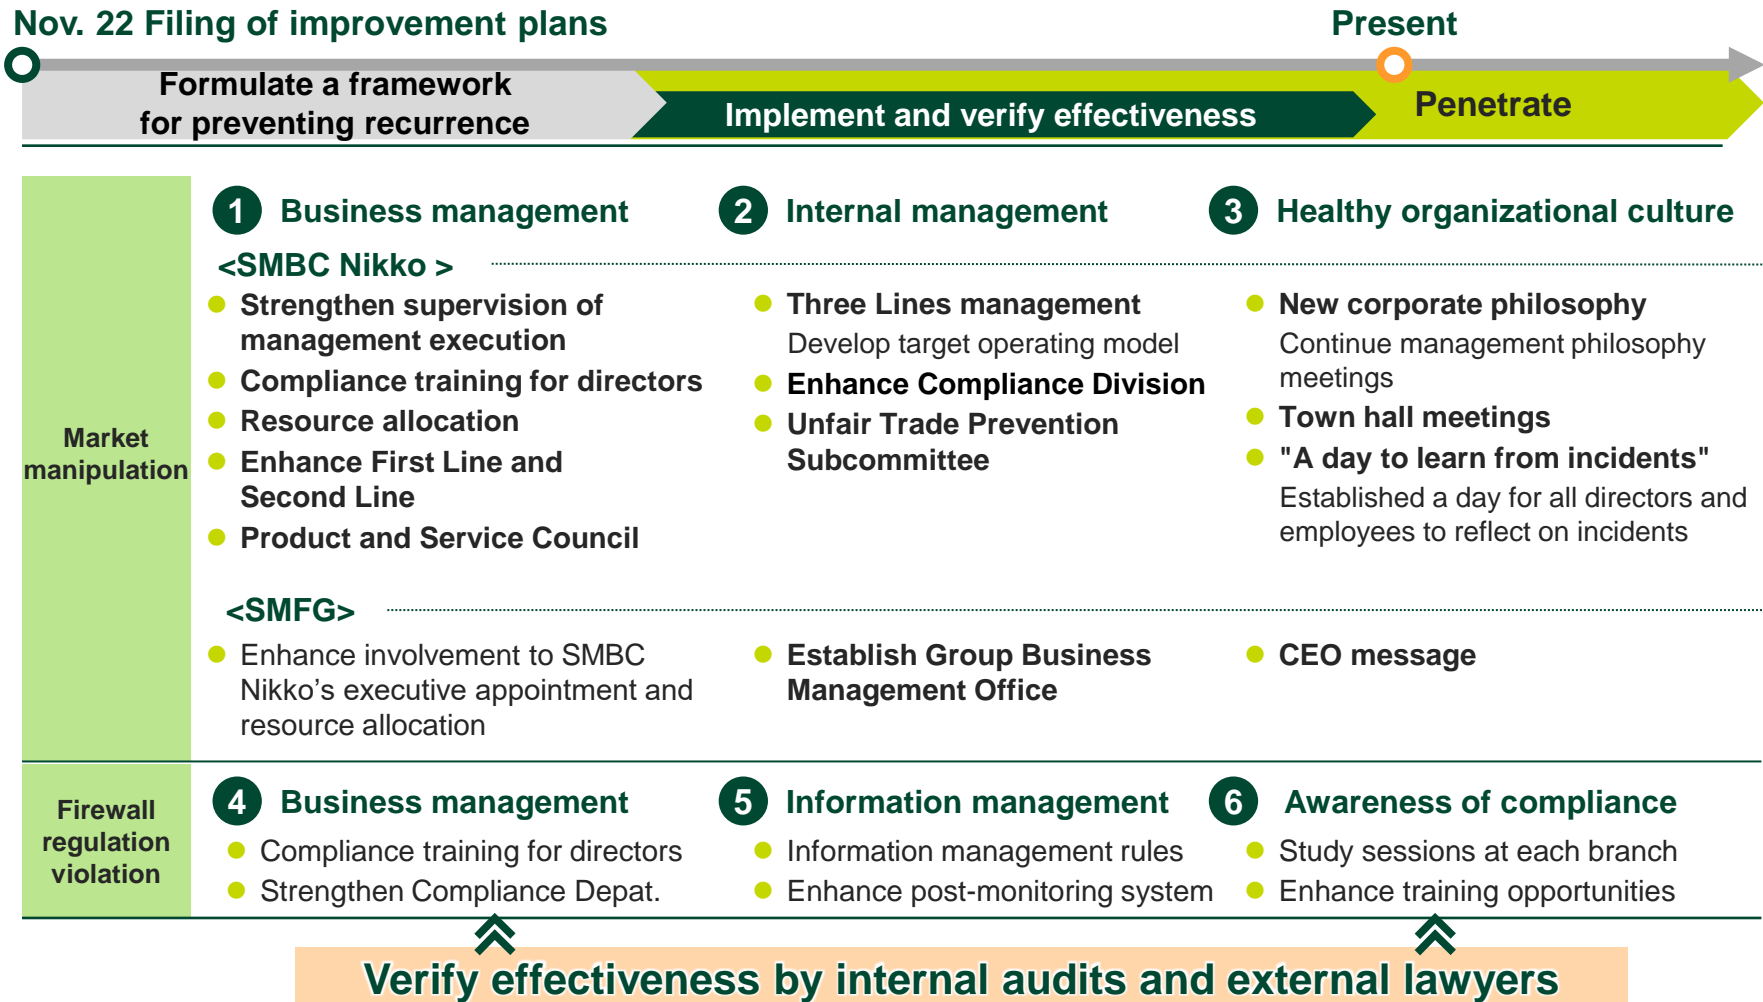 Nov. 22 Filing of improvement plans
Present
Formulate a framework
for preventing recurrence
Implement and verify effectiveness
Penetrate
Market
manipulation
1 Business management
2 Internal management
3 Healthy organizational culture
<SMBC Nikko >
Strengthen supervision of
management execution
Compliance training for directors
Resource allocation
Enhance First Line and
Second Line
Product and Service Council
Three Lines management
Develop target operating model
Enhance Compliance Division
Unfair Trade Prevention
Subcommittee
New corporate philosophy
Continue management philosophy
meetings
Town hall meetings
"A day to learn from incidents"
Established a day for all directors and
employees to reflect on incidents
<SMFG>
Enhance involvement to SMBC
Nikko’s executive appointment and
resource allocation
Establish Group Business
Management Office
CEO message
Firewall
regulation
violation
4 Business management
Compliance training for directors
Strengthen Compliance Depat.
5 Information management
Information management rules
Enhance post-monitoring system
6 Awareness of compliance
Study sessions at each branch
Enhance training opportunities
Verify effectiveness by internal audits and external lawyers